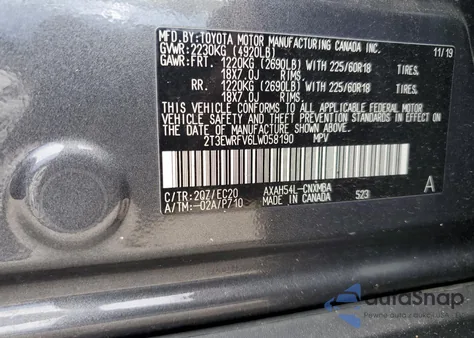 MFD. BY: TOYOTA MOTOR MANUFACTURING CANADA INC.
GVWR: 2230KG (4920LB) 11/19
GAWR: FRT. 1220KG (2690LB) WITH 225/60R18 TIRES,
18X7.0J RIMS,
RR. 1220KG (2690LB) WITH 225/60R18 TIRES,
18X7.0J RIMS,
THIS VEHICLE CONFORMS TO ALL APPLICABLE FEDERAL MOTOR
VEHICLE SAFETY AND THEFT PREVENTION STANDARDS IN
EFFECT ON THE DATE OF MANUFACTURE SHOWN ABOVE.
2T3EWRFV6LW058190 MPV
C/TR: 2Q7/EC20 AXAH54L-CNXMBA 523 A
A/TM: -02A/P710 MADE IN CANADA
autoSnap